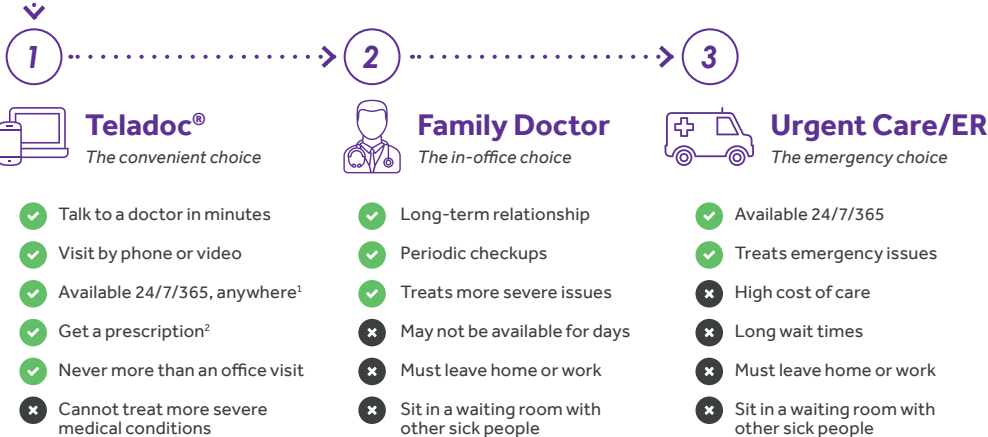 1
2
3
Teladoc®
The convenient choice
Talk to a doctor in minutes
Visit by phone or video
Available 24/7/365, anywhere¹
Get a prescription²
Never more than an office visit
Cannot treat more severe
medical conditions
Family Doctor
The in-office choice
Long-term relationship
Periodic checkups
Treats more severe issues
May not be available for days
Must leave home or work
Sit in a waiting room with
other sick people
Urgent Care/ER
The emergency choice
Available 24/7/365
Treats emergency issues
High cost of care
Long wait times
Must leave home or work
Sit in a waiting room with
other sick people